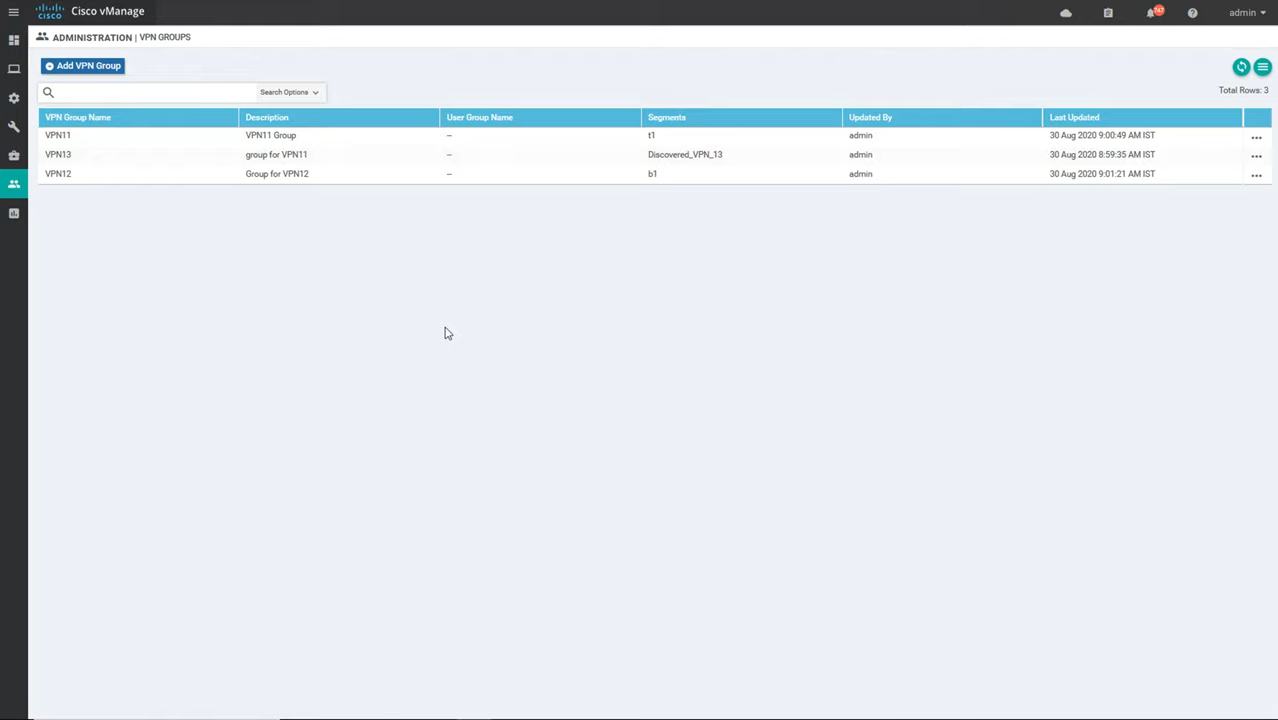 CISCO Cisco vManage 747 admin
ADMINISTRATION | VPN GROUPS
Add VPN Group
Search Options
Total Rows: 3
VPN Group Name Description User Group Name Segments Updated By Last Updated
VPN11 VPN11 Group -- t1 admin 30 Aug 2020 9:00:49 AM IST
VPN13 group for VPN11 -- Discovered_VPN_13 admin 30 Aug 2020 8:59:35 AM IST
VPN12 Group for VPN12 -- b1 admin 30 Aug 2020 9:01:21 AM IST